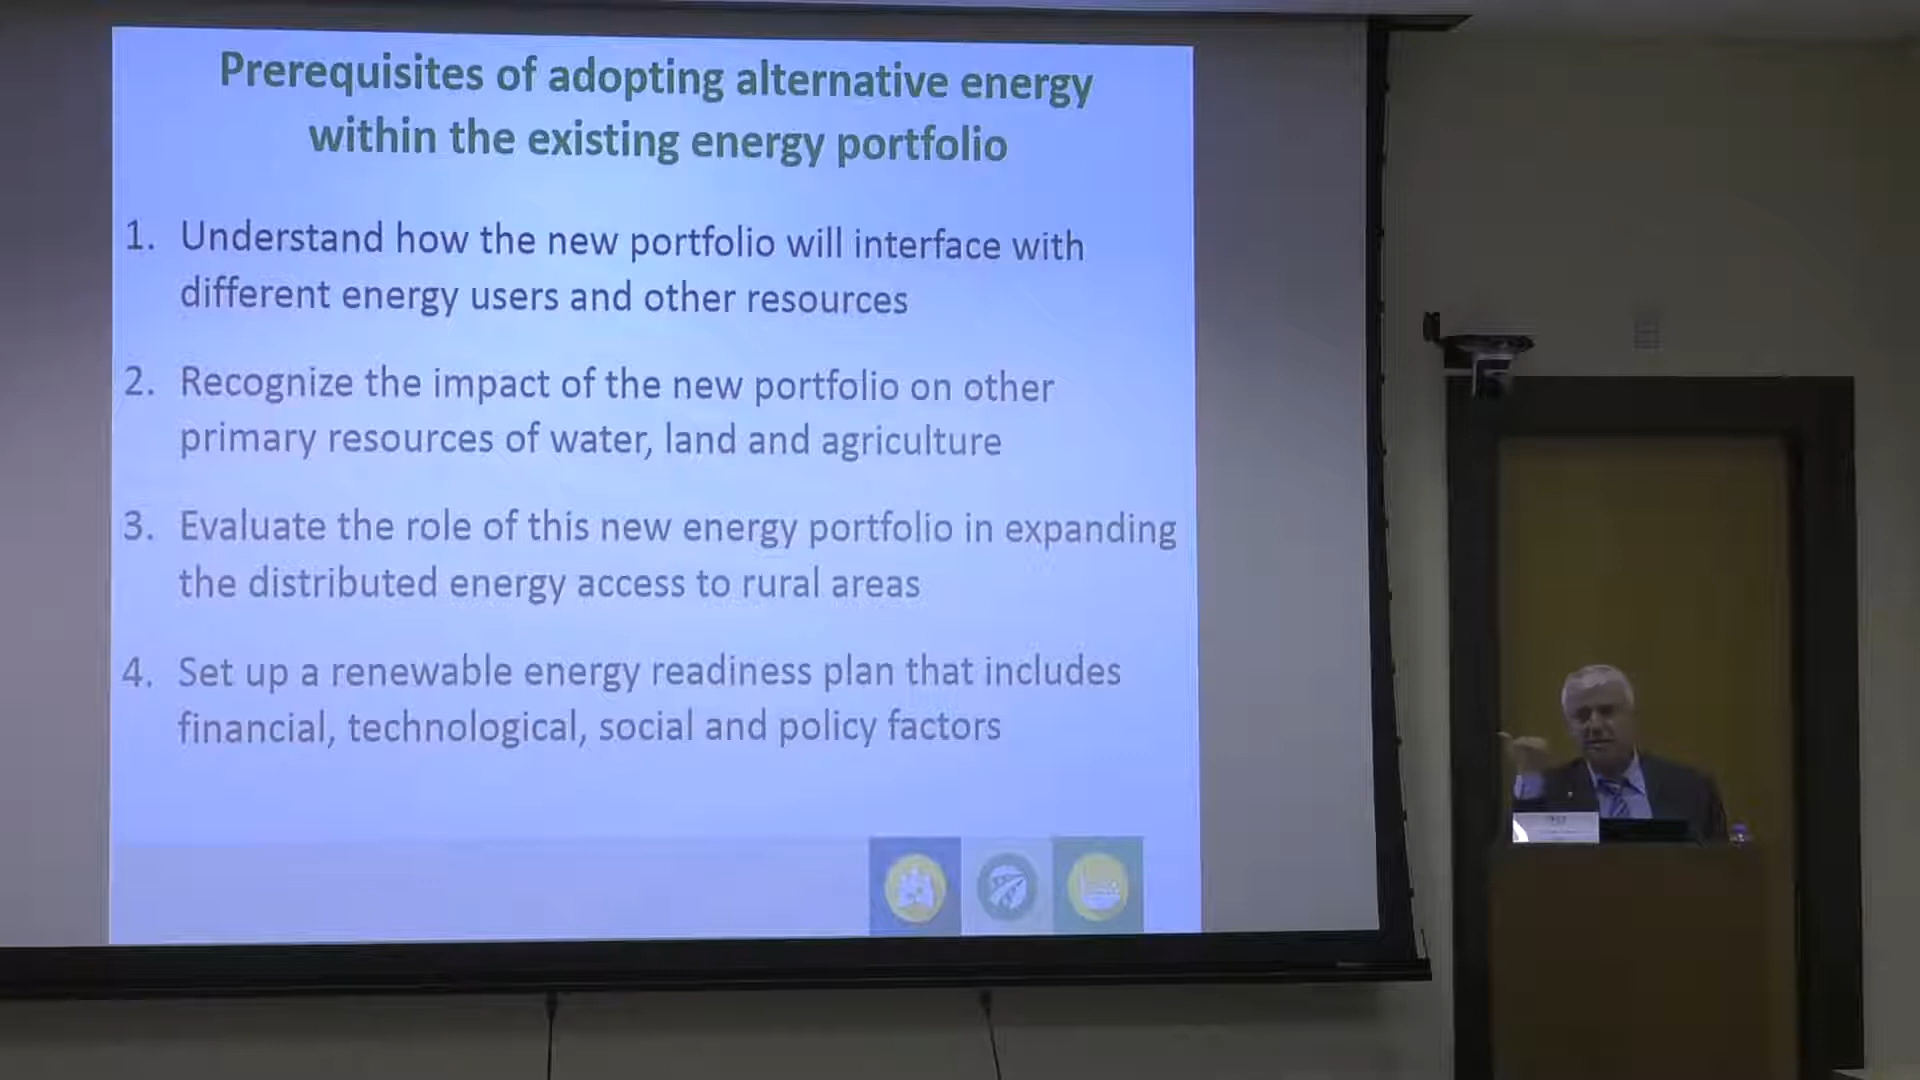 Prerequisites of adopting alternative energy
within the existing energy portfolio
1. Understand how the new portfolio will interface with
different energy users and other resources
2. Recognize the impact of the new portfolio on other
primary resources of water, land and agriculture
3. Evaluate the role of this new energy portfolio in expanding
the distributed energy access to rural areas
4. Set up a renewable energy readiness plan that includes
financial, technological, social and policy factors